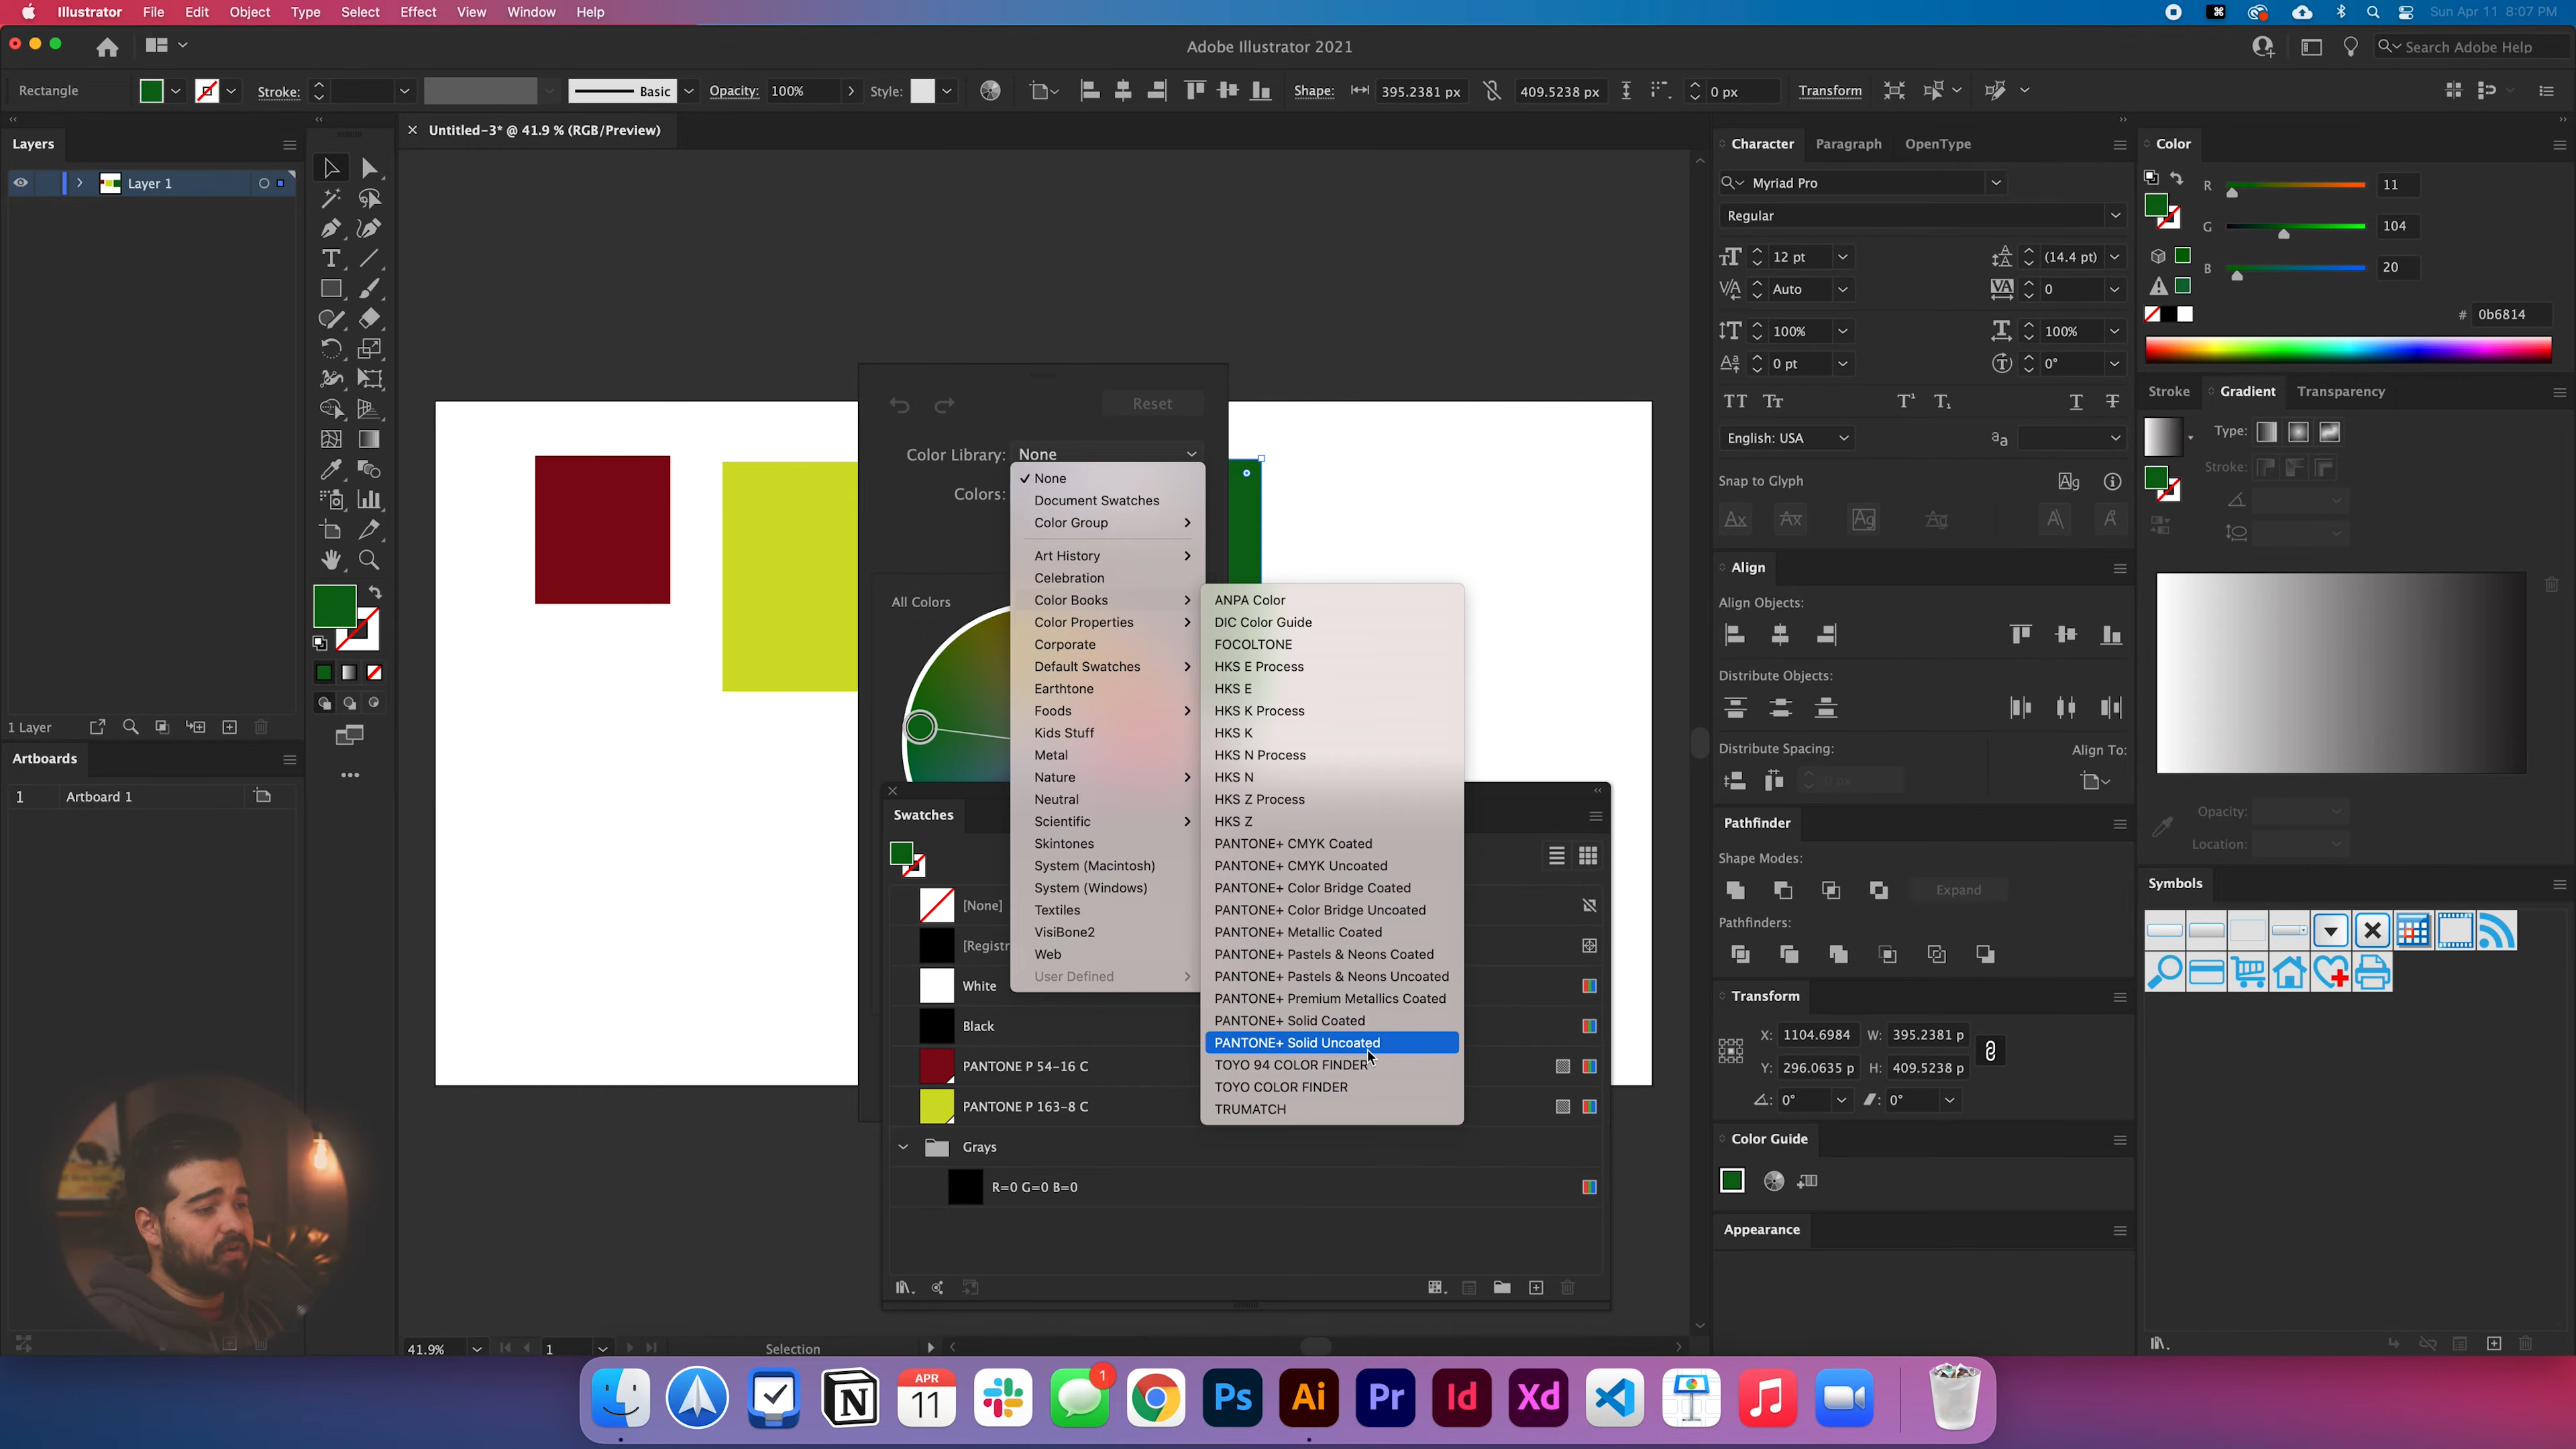 Illustrator File Edit Object Type Select Effect View Window Help
Sun Apr 11 8:07 PM
Adobe Illustrator 2021
Search Adobe Help
Rectangle
Stroke:
Basic
Opacity: 100%
Style:
Shape: 395.2381 px 409.5238 px 0 px
Transform
Layers
Layer 1
1 Layer
Artboards
1 Artboard 1
Untitled-3* @ 41.9 % (RGB/Preview)
Reset
Color Library: None
Colors:
All Colors
None
Document Swatches
Color Group
Art History
Celebration
Color Books
Color Properties
Corporate
Default Swatches
Earthtone
Foods
Kids Stuff
Metal
Nature
Neutral
Scientific
Skintones
System (Macintosh)
System (Windows)
Textiles
VisiBone2
Web
User Defined
ANPA Color
DIC Color Guide
FOCOLTONE
HKS E Process
HKS E
HKS K Process
HKS K
HKS N Process
HKS N
HKS Z Process
HKS Z
PANTONE+ CMYK Coated
PANTONE+ CMYK Uncoated
PANTONE+ Color Bridge Coated
PANTONE+ Color Bridge Uncoated
PANTONE+ Metallic Coated
PANTONE+ Pastels & Neons Coated
PANTONE+ Pastels & Neons Uncoated
PANTONE+ Premium Metallics Coated
PANTONE+ Solid Coated
PANTONE+ Solid Uncoated
TOYO 94 COLOR FINDER
TOYO COLOR FINDER
TRUMATCH
Swatches
[None]
[Registr
White
Black
PANTONE P 54-16 C
PANTONE P 163-8 C
Grays
R=0 G=0 B=0
41.9%
1
Selection
Character Paragraph OpenType
Myriad Pro
Regular
12 pt (14.4 pt)
Auto 0
100% 100%
0 pt 0°
English: USA
Snap to Glyph
Align
Align Objects:
Distribute Objects:
Distribute Spacing:
Align To:
0 px
Pathfinder
Shape Modes:
Expand
Pathfinders:
Transform
X: 1104.6984 W: 395.2381 p
Y: 296.0635 p H: 409.5238 p
0° 0°
Color Guide
Appearance
Color
R 11
G 104
B 20
# 0b6814
Stroke Gradient Transparency
Type:
Stroke:
Opacity:
Location:
Symbols
APR
11
1
Ps
Ai
Pr
Id
Xd